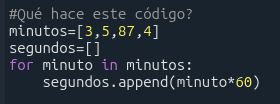 #Qué hace este código?
minutos=[3,5,87,4]
segundos=[]
for minuto in minutos:
    segundos.append(minuto*60)